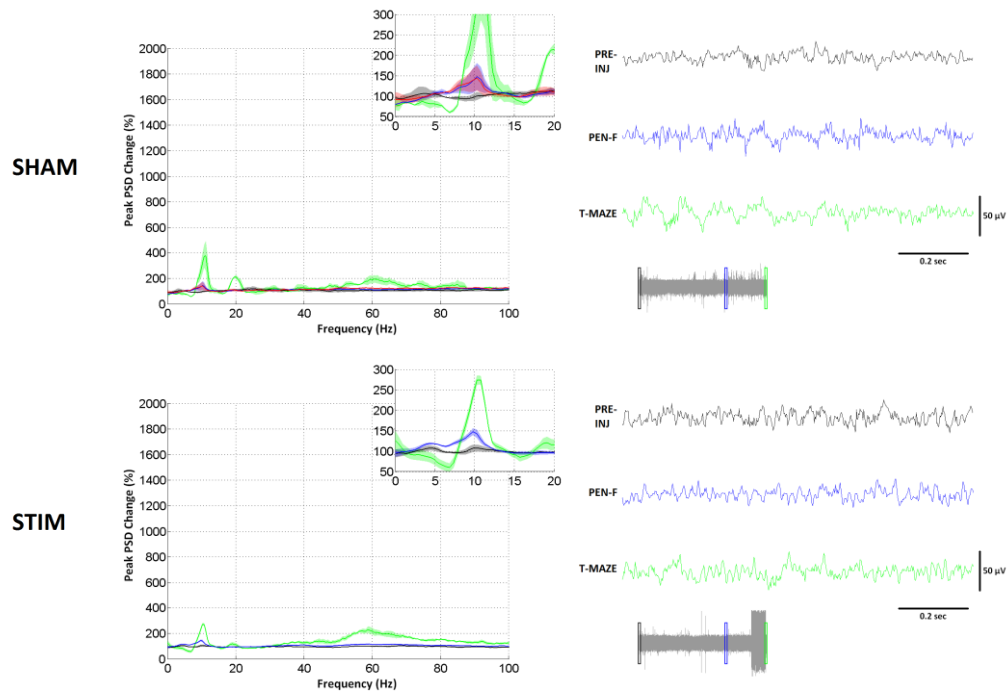 SHAM
Peak PSD Change (%)
2000
1800
1600
1400
1200
1000
800
600
400
200
0
0 20 40 60 80 100
Frequency (Hz)
300
250
200
150
100
50
0 5 10 15 20
PRE-
INJ
PEN-F
T-MAZE
50 µV
0.2 sec
STIM
Peak PSD Change (%)
2000
1800
1600
1400
1200
1000
800
600
400
200
0
0 20 40 60 80 100
Frequency (Hz)
300
250
200
150
100
50
0 5 10 15 20
PRE-
INJ
PEN-F
T-MAZE
50 µV
0.2 sec